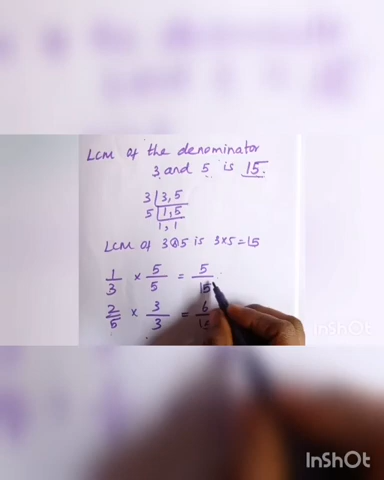 LCM of the denominator
3 and 5 is 15.
3 | 3, 5
5 | 1, 5
1, 1
LCM of 3 & 5 is 3 x 5 = 15
1/3 x 5/5 = 5/15
2/5 x 3/3 = 6/15
InShOt